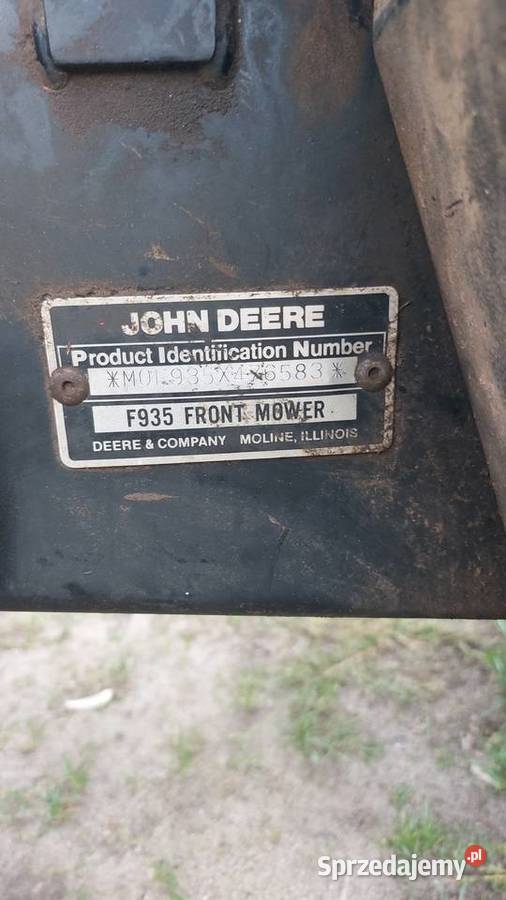 JOHN DEERE
Product Identification Number
F935 FRONT MOWER
DEERE & COMPANY MOLINE, ILLINOIS
Sprzedajemy.pl